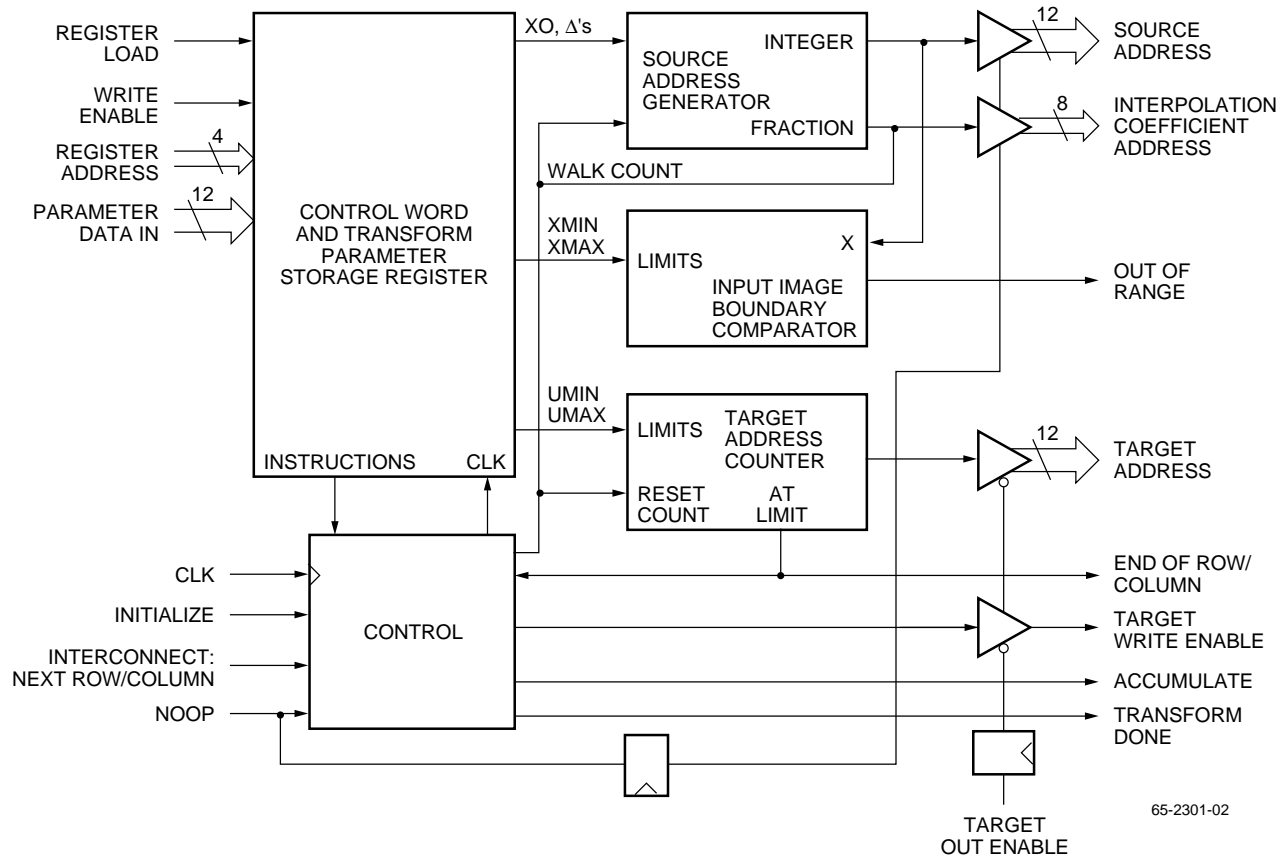 REGISTER
LOAD
WRITE
ENABLE
REGISTER
ADDRESS
4
PARAMETER
DATA IN
12
CONTROL WORD
AND TRANSFORM
PARAMETER
STORAGE REGISTER
INSTRUCTIONS
CLK
XO, Δ's
SOURCE
ADDRESS
GENERATOR
INTEGER
FRACTION
12
SOURCE
ADDRESS
8
INTERPOLATION
COEFFICIENT
ADDRESS
WALK COUNT
XMIN
XMAX
LIMITS
X
INPUT IMAGE
BOUNDARY
COMPARATOR
OUT OF
RANGE
UMIN
UMAX
LIMITS
TARGET
ADDRESS
COUNTER
RESET
COUNT
AT
LIMIT
12
TARGET
ADDRESS
CLK
INITIALIZE
INTERCONNECT:
NEXT ROW/COLUMN
NOOP
CONTROL
END OF ROW/
COLUMN
TARGET
WRITE ENABLE
ACCUMULATE
TRANSFORM
DONE
TARGET
OUT ENABLE
65-2301-02